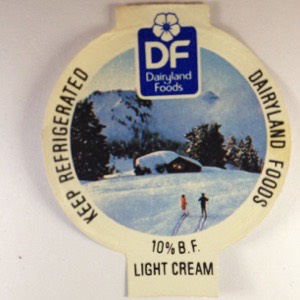 DF
Dairyland
Foods
KEEP REFRIGERATED
DAIRYLAND FOODS
10% B.F.
LIGHT CREAM